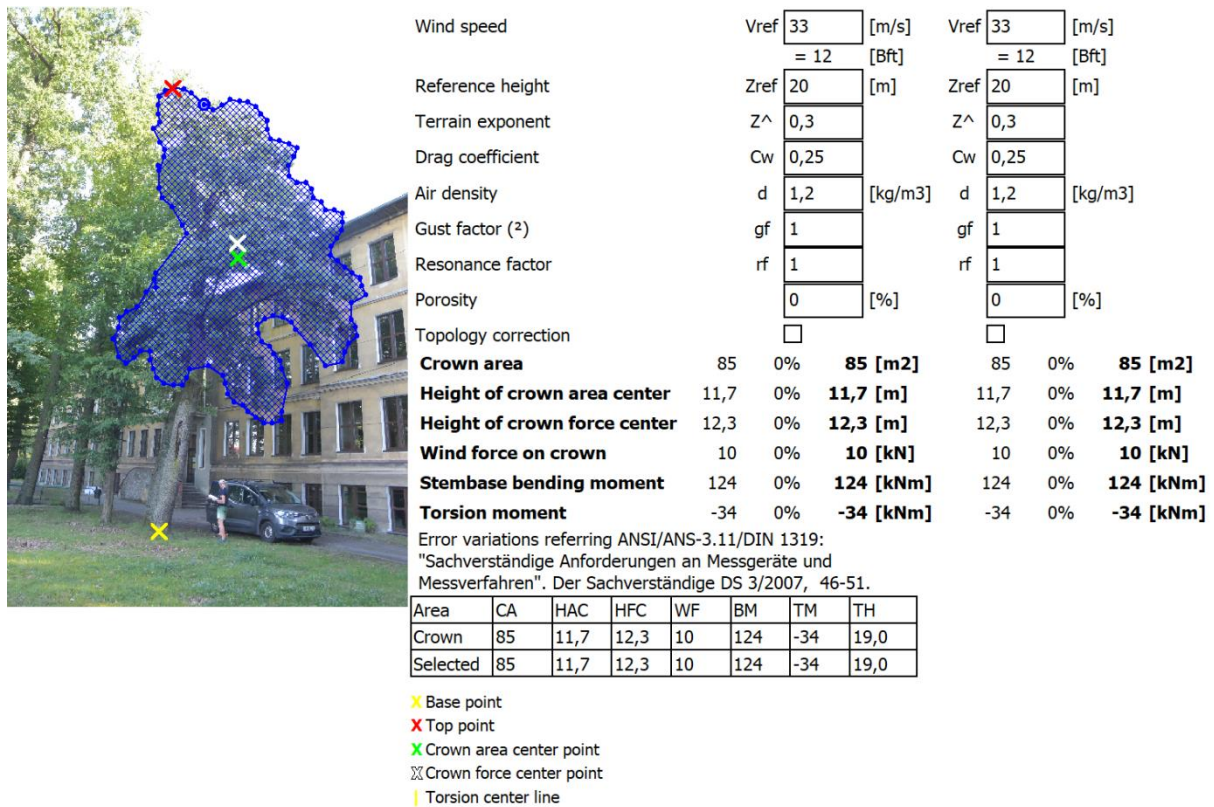 Wind speed Vref 33 [m/s] Vref 33 [m/s]
= 12 [Bft] = 12 [Bft]
Reference height Zref 20 [m] Zref 20 [m]
Terrain exponent Z^ 0,3 Z^ 0,3
Drag coefficient Cw 0,25 Cw 0,25
Air density d 1,2 [kg/m3] d 1,2 [kg/m3]
Gust factor (²) gf 1 gf 1
Resonance factor rf 1 rf 1
Porosity 0 [%] 0 [%]
Topology correction
Crown area 85 0% 85 [m2] 85 0% 85 [m2]
Height of crown area center 11,7 0% 11,7 [m] 11,7 0% 11,7 [m]
Height of crown force center 12,3 0% 12,3 [m] 12,3 0% 12,3 [m]
Wind force on crown 10 0% 10 [kN] 10 0% 10 [kN]
Stembase bending moment 124 0% 124 [kNm] 124 0% 124 [kNm]
Torsion moment -34 0% -34 [kNm] -34 0% -34 [kNm]
Error variations referring ANSI/ANS-3.11/DIN 1319:
"Sachverständige Anforderungen an Messgeräte und
Messverfahren". Der Sachverständige DS 3/2007, 46-51.
Area CA HAC HFC WF BM TM TH
Crown 85 11,7 12,3 10 124 -34 19,0
Selected 85 11,7 12,3 10 124 -34 19,0
X Base point
X Top point
X Crown area center point
X Crown force center point
| Torsion center line